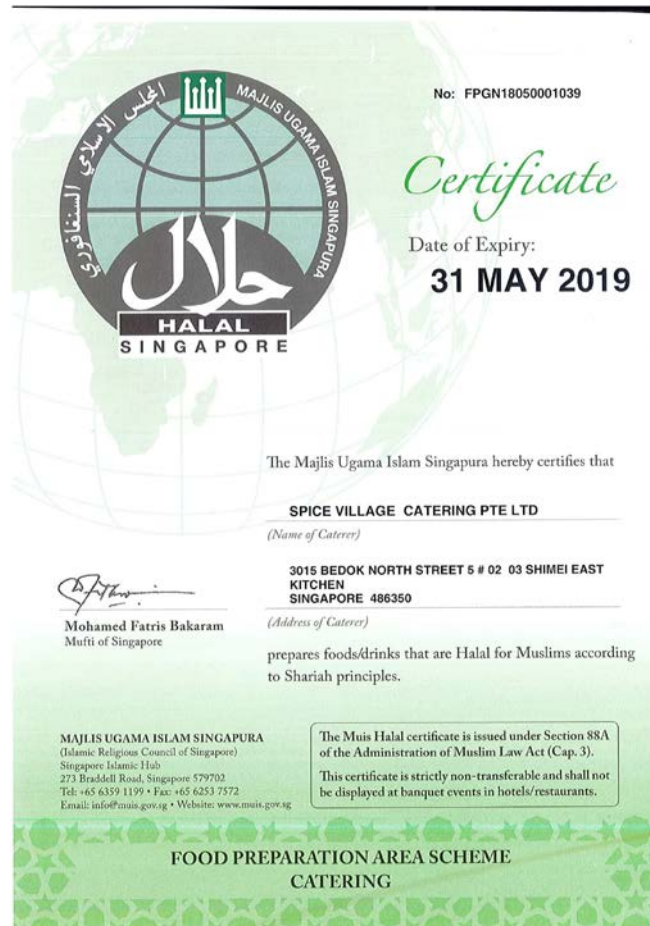 No: FPGN18050001039
المجلس الاسلامي السنغافوري
MAJLIS UGAMA ISLAM SINGAPURA
حلال
HALAL
SINGAPORE
Certificate
Date of Expiry:
31 MAY 2019
The Majlis Ugama Islam Singapura hereby certifies that
SPICE VILLAGE CATERING PTE LTD
(Name of Caterer)
3015 BEDOK NORTH STREET 5 # 02 03 SHIMEI EAST
KITCHEN
SINGAPORE 486350
(Address of Caterer)
Mohamed Fatris Bakaram
Mufti of Singapore
prepares foods/drinks that are Halal for Muslims according
to Shariah principles.
MAJLIS UGAMA ISLAM SINGAPURA
(Islamic Religious Council of Singapore)
Singapore Islamic Hub
273 Braddell Road, Singapore 579702
Tel: +65 6359 1199 • Fax: +65 6253 7572
Email: info@muis.gov.sg • Website: www.muis.gov.sg
The Muis Halal certificate is issued under Section 88A
of the Administration of Muslim Law Act (Cap. 3).
This certificate is strictly non-transferable and shall not
be displayed at banquet events in hotels/restaurants.
FOOD PREPARATION AREA SCHEME
CATERING